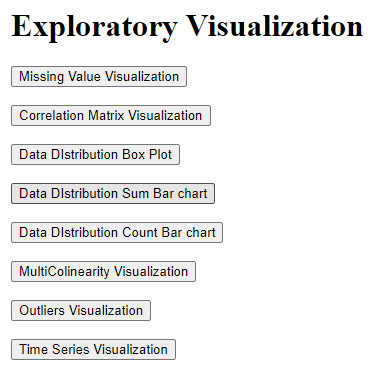 Exploratory Visualization
Missing Value Visualization
Correlation Matrix Visualization
Data DIstribution Box Plot
Data DIstribution Sum Bar chart
Data DIstribution Count Bar chart
MultiColinearity Visualization
Outliers Visualization
Time Series Visualization